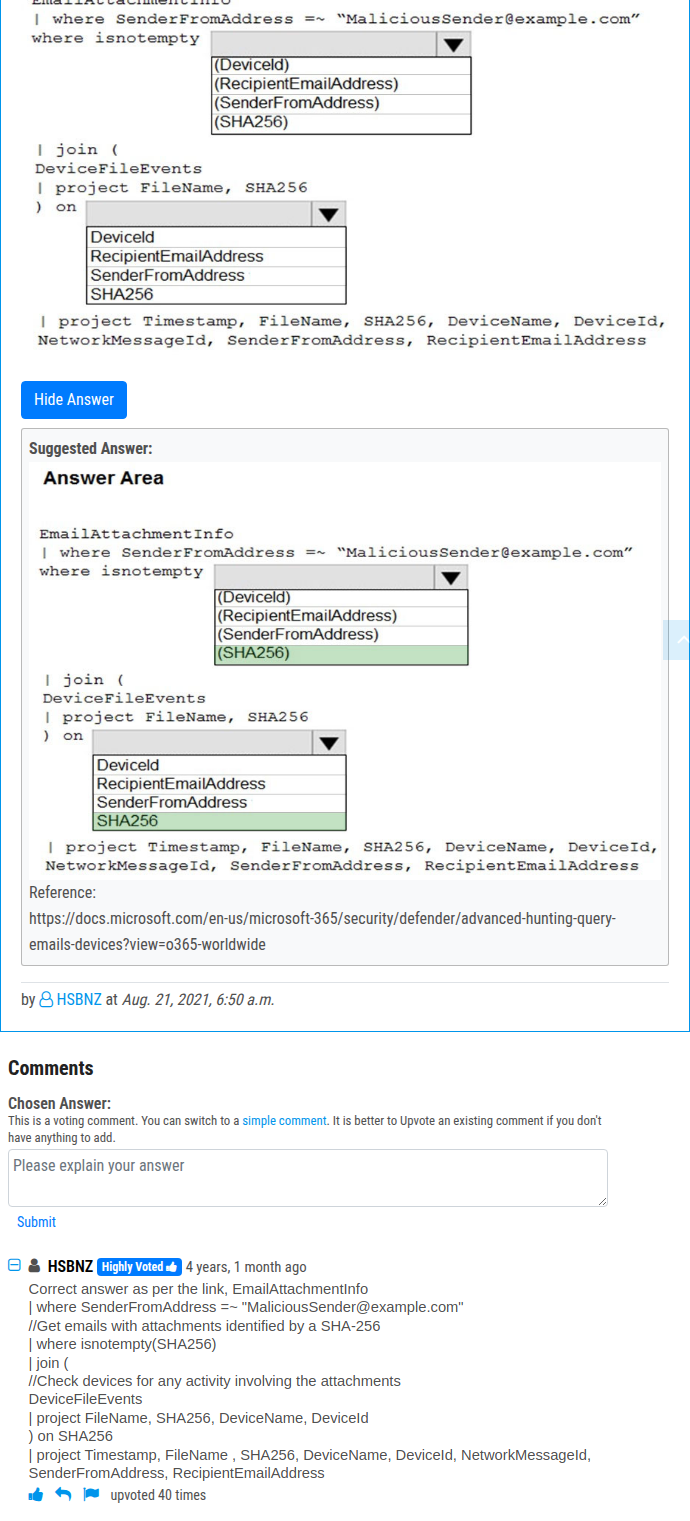 EmailAttachmentInfo
| where SenderFromAddress =~ “MaliciousSender@example.com”
where isnotempty
(DeviceId)
(RecipientEmailAddress)
(SenderFromAddress)
(SHA256)
| join (
DeviceFileEvents
| project FileName, SHA256
) on
DeviceId
RecipientEmailAddress
SenderFromAddress
SHA256
| project Timestamp, FileName, SHA256, DeviceName, DeviceId,
NetworkMessageId, SenderFromAddress, RecipientEmailAddress
Hide Answer
Suggested Answer:
Answer Area
EmailAttachmentInfo
| where SenderFromAddress =~ “MaliciousSender@example.com”
where isnotempty
(DeviceId)
(RecipientEmailAddress)
(SenderFromAddress)
(SHA256)
| join (
DeviceFileEvents
| project FileName, SHA256
) on
DeviceId
RecipientEmailAddress
SenderFromAddress
SHA256
| project Timestamp, FileName, SHA256, DeviceName, DeviceId,
NetworkMessageId, SenderFromAddress, RecipientEmailAddress
Reference:
https://docs.microsoft.com/en-us/microsoft-365/security/defender/advanced-hunting-query-
emails-devices?view=o365-worldwide
by HSBNZ at Aug. 21, 2021, 6:50 a.m.
Comments
Chosen Answer:
This is a voting comment. You can switch to a simple comment. It is better to Upvote an existing comment if you don't
have anything to add.
Please explain your answer
Submit
HSBNZ Highly Voted 4 years, 1 month ago
Correct answer as per the link, EmailAttachmentInfo
| where SenderFromAddress =~ "MaliciousSender@example.com"
//Get emails with attachments identified by a SHA-256
| where isnotempty(SHA256)
| join (
//Check devices for any activity involving the attachments
DeviceFileEvents
| project FileName, SHA256, DeviceName, DeviceId
) on SHA256
| project Timestamp, FileName , SHA256, DeviceName, DeviceId, NetworkMessageId,
SenderFromAddress, RecipientEmailAddress
upvoted 40 times